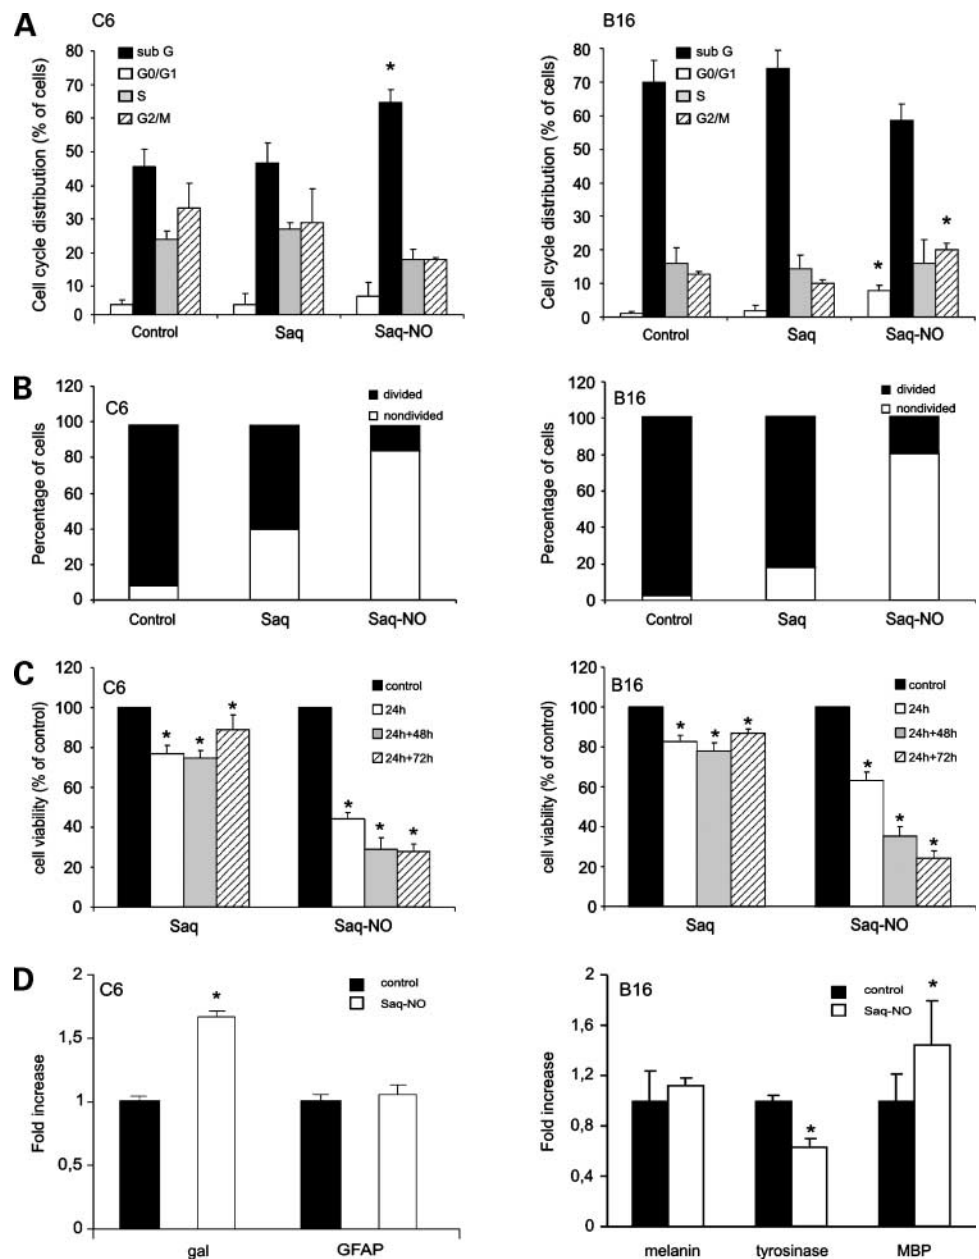 A
C6
Cell cycle distribution (% of cells)
80
70
60
50
40
30
20
10
0
sub G
G0/G1
S
G2/M
*
Control Saq Saq-NO
B16
Cell cycle distribution (% of cells)
80
70
60
50
40
30
20
10
0
sub G
G0/G1
S
G2/M
*
*
Control Saq Saq-NO
B
C6
Percentage of cells
120
100
80
60
40
20
0
divided
nondivided
Control Saq Saq-NO
B16
Percentage of cells
120
100
80
60
40
20
0
divided
nondivided
Control Saq Saq-NO
C
C6
cell viability (% of control)
120
100
80
60
40
20
0
control
24h
24h+48h
24h+72h
* * *
* * *
Saq Saq-NO
B16
cell viability (% of control)
120
100
80
60
40
20
0
control
24h
24h+48h
24h+72h
* * *
* * *
Saq Saq-NO
D
C6
Fold increase
2
1,5
1
0,5
0
control
Saq-NO
*
gal GFAP
B16
Fold increase
2
1,6
1,2
0,4
0
control
Saq-NO
*
*
melanin tyrosinase MBP